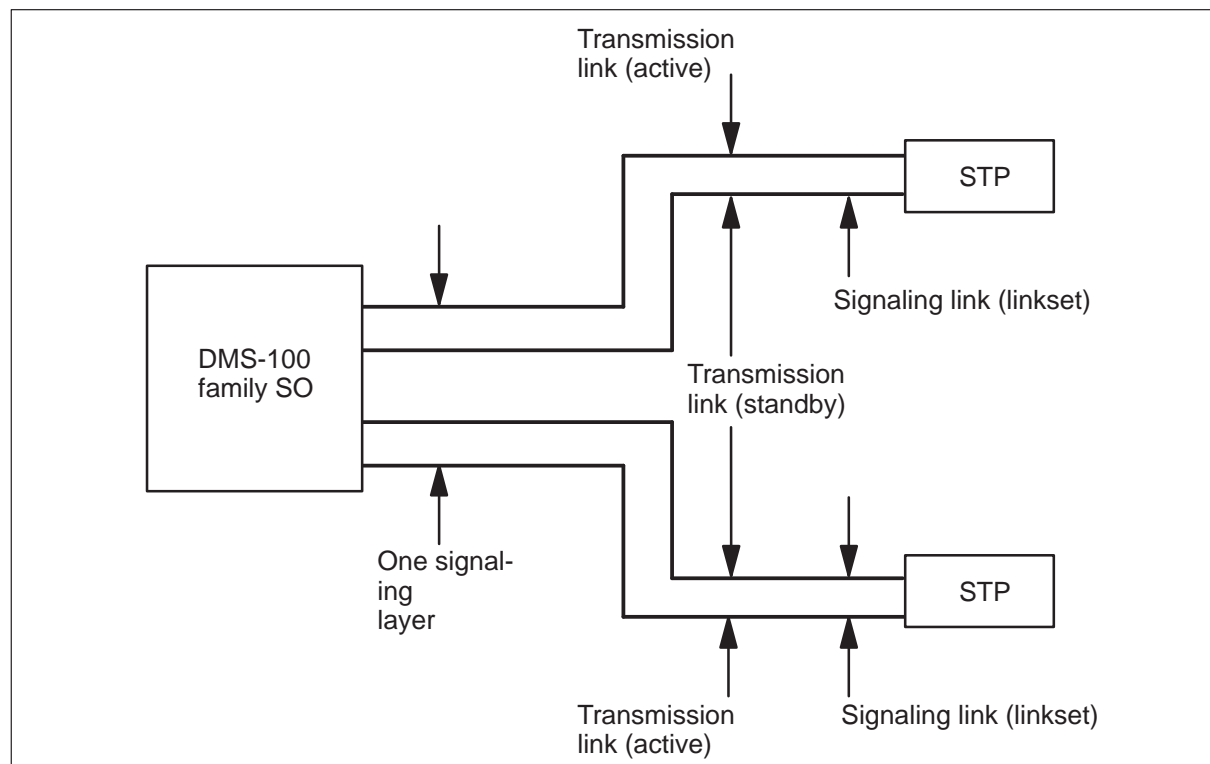 Transmission
link (active)
STP
Signaling link (linkset)
DMS-100
family SO
Transmission
link (standby)
One signal-
ing
layer
STP
Transmission
link (active)
Signaling link (linkset)